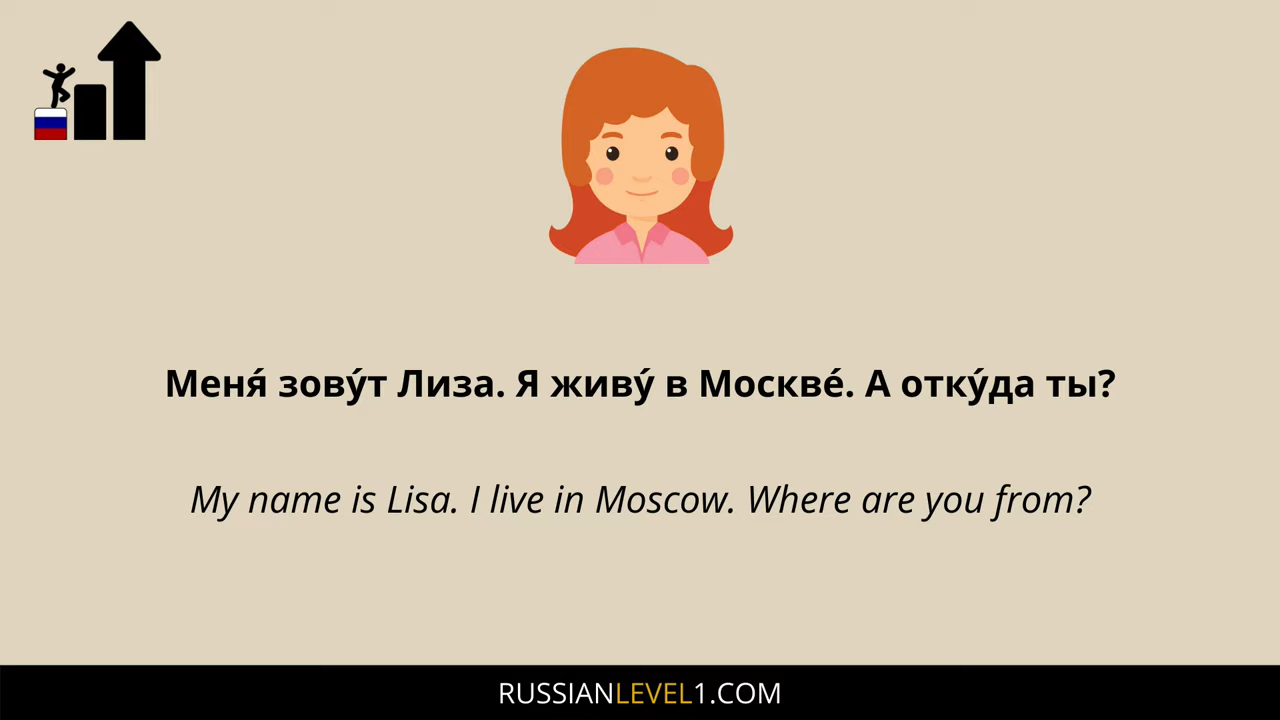 Меня́ зову́т Лиза. Я живу́ в Москве́. А отку́да ты?
My name is Lisa. I live in Moscow. Where are you from?
RUSSIANLEVEL1.COM